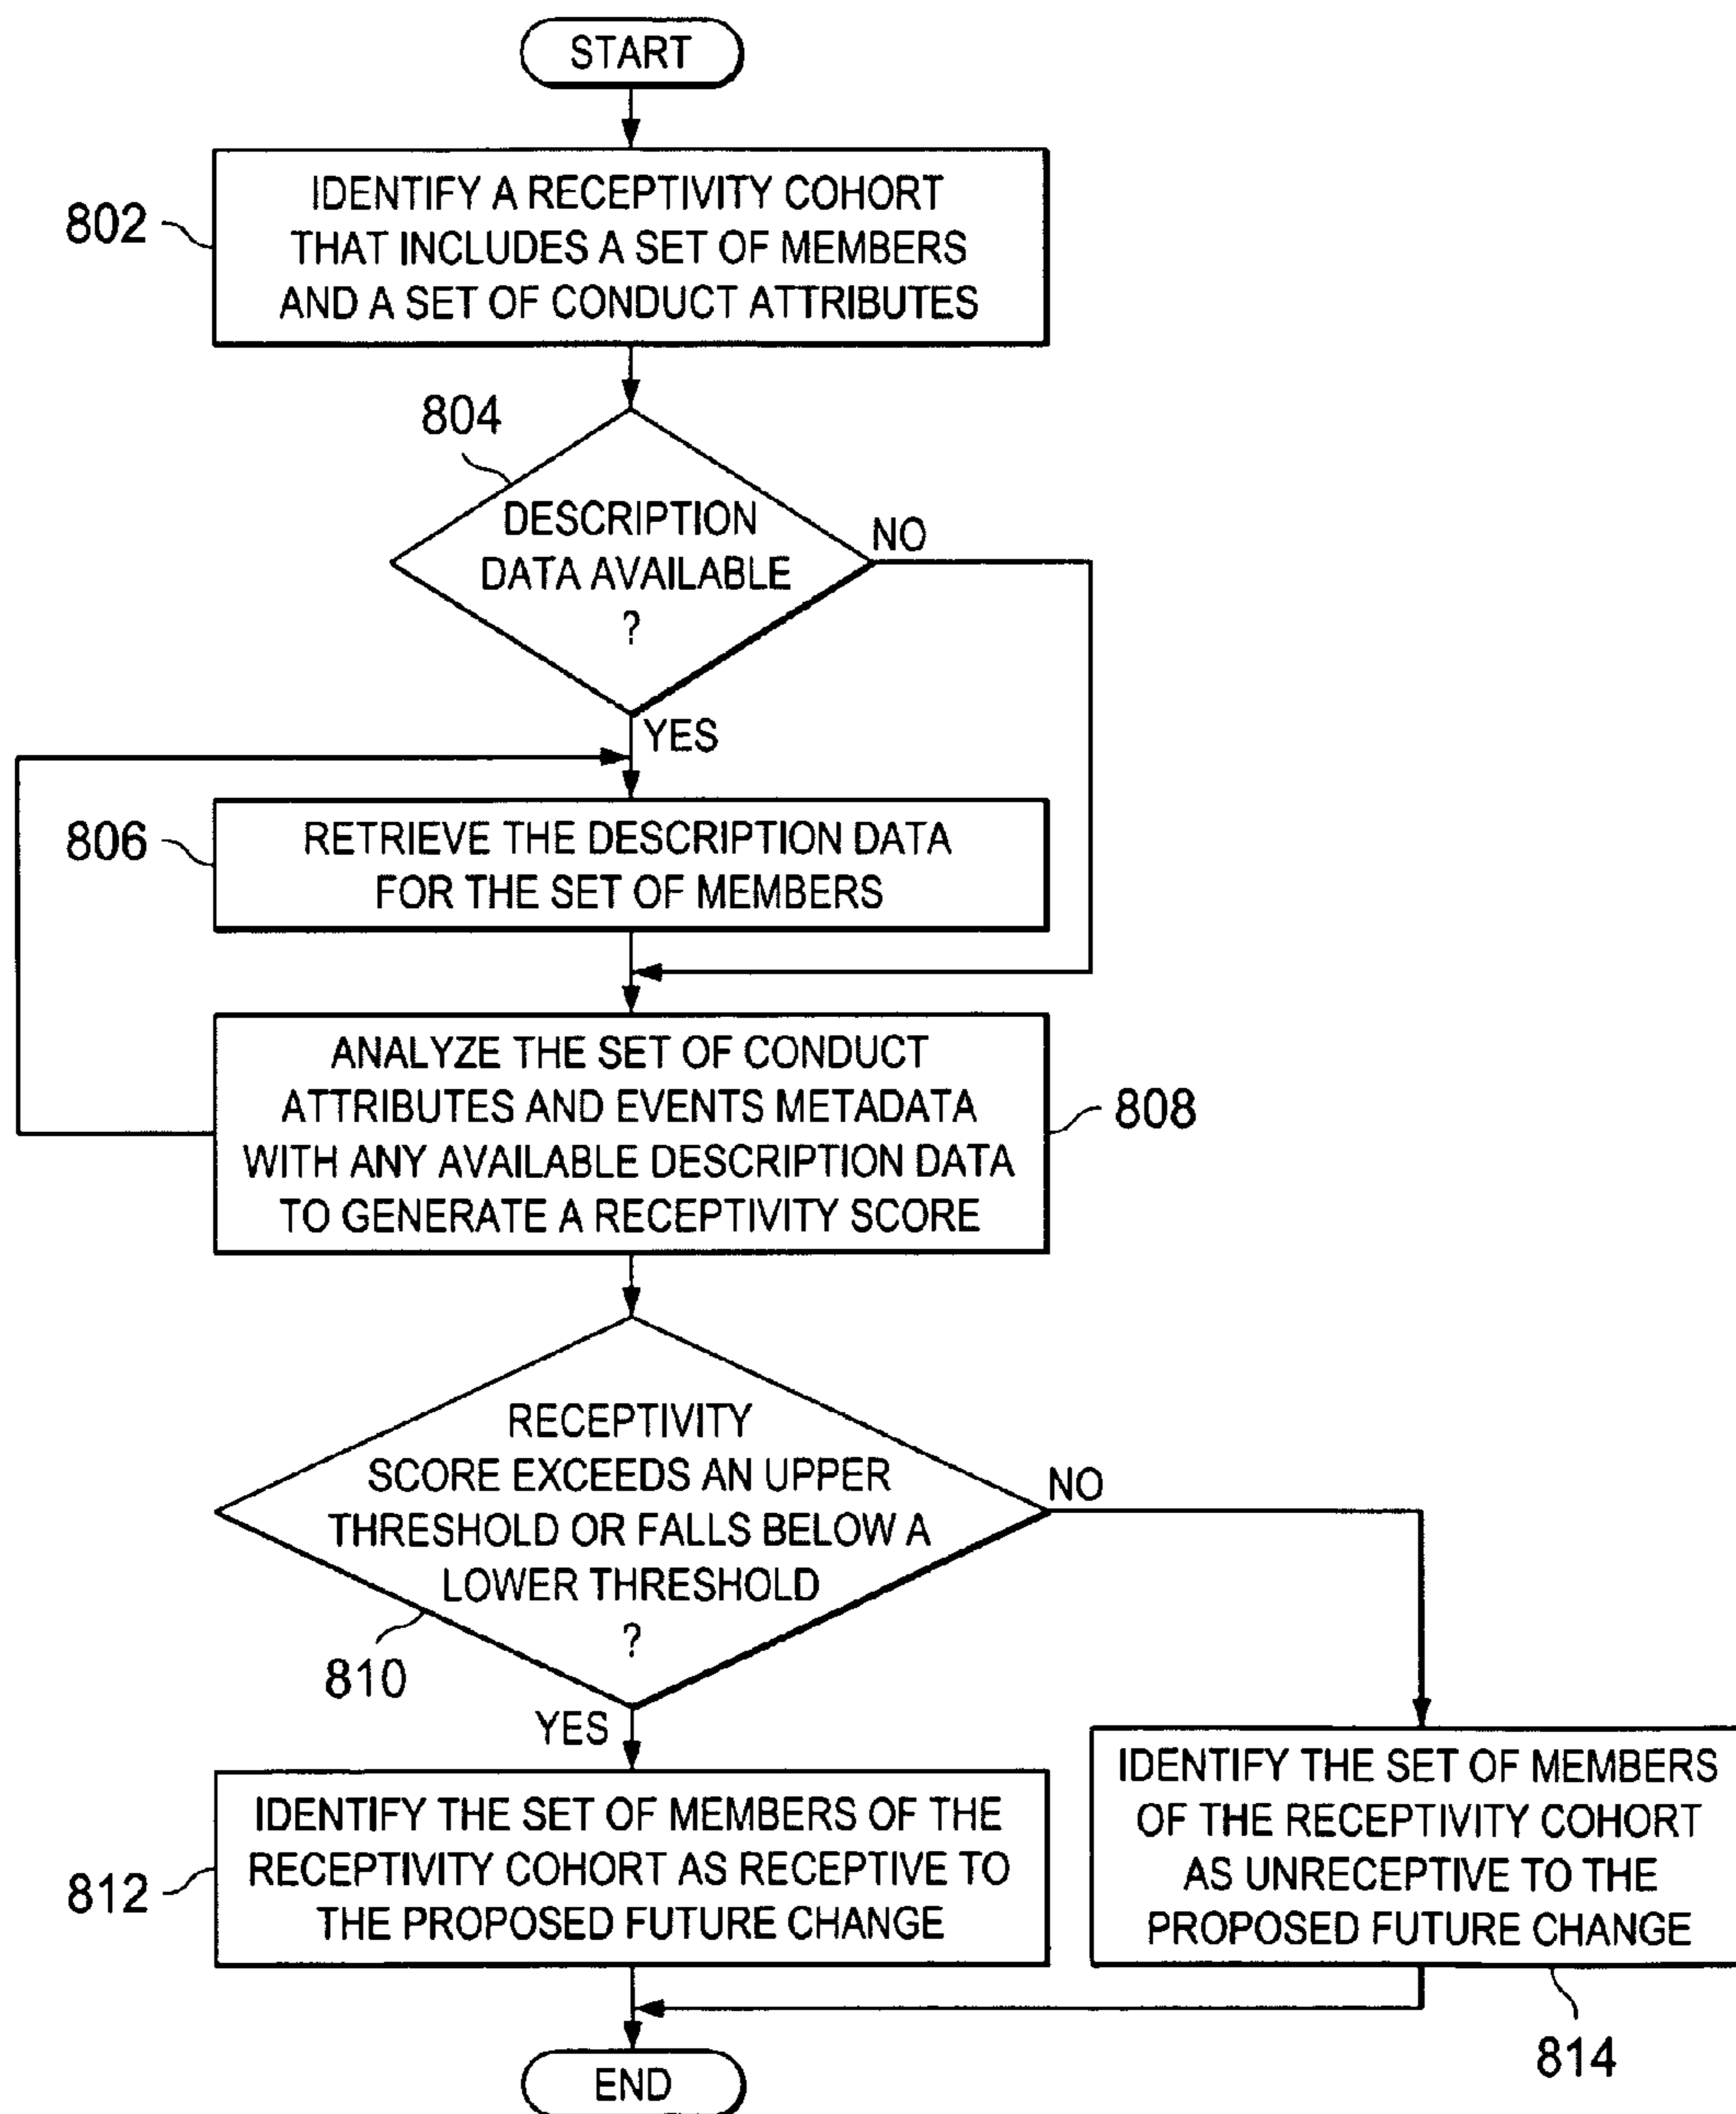 START
802
IDENTIFY A RECEPTIVITY COHORT
THAT INCLUDES A SET OF MEMBERS
AND A SET OF CONDUCT ATTRIBUTES
804
DESCRIPTION
DATA AVAILABLE
?
NO
YES
806
RETRIEVE THE DESCRIPTION DATA
FOR THE SET OF MEMBERS
ANALYZE THE SET OF CONDUCT
ATTRIBUTES AND EVENTS METADATA
WITH ANY AVAILABLE DESCRIPTION DATA
TO GENERATE A RECEPTIVITY SCORE
808
RECEPTIVITY
SCORE EXCEEDS AN UPPER
THRESHOLD OR FALLS BELOW A
LOWER THRESHOLD
?
NO
810
YES
812
IDENTIFY THE SET OF MEMBERS OF THE
RECEPTIVITY COHORT AS RECEPTIVE TO
THE PROPOSED FUTURE CHANGE
IDENTIFY THE SET OF MEMBERS
OF THE RECEPTIVITY COHORT
AS UNRECEPTIVE TO THE
PROPOSED FUTURE CHANGE
814
END